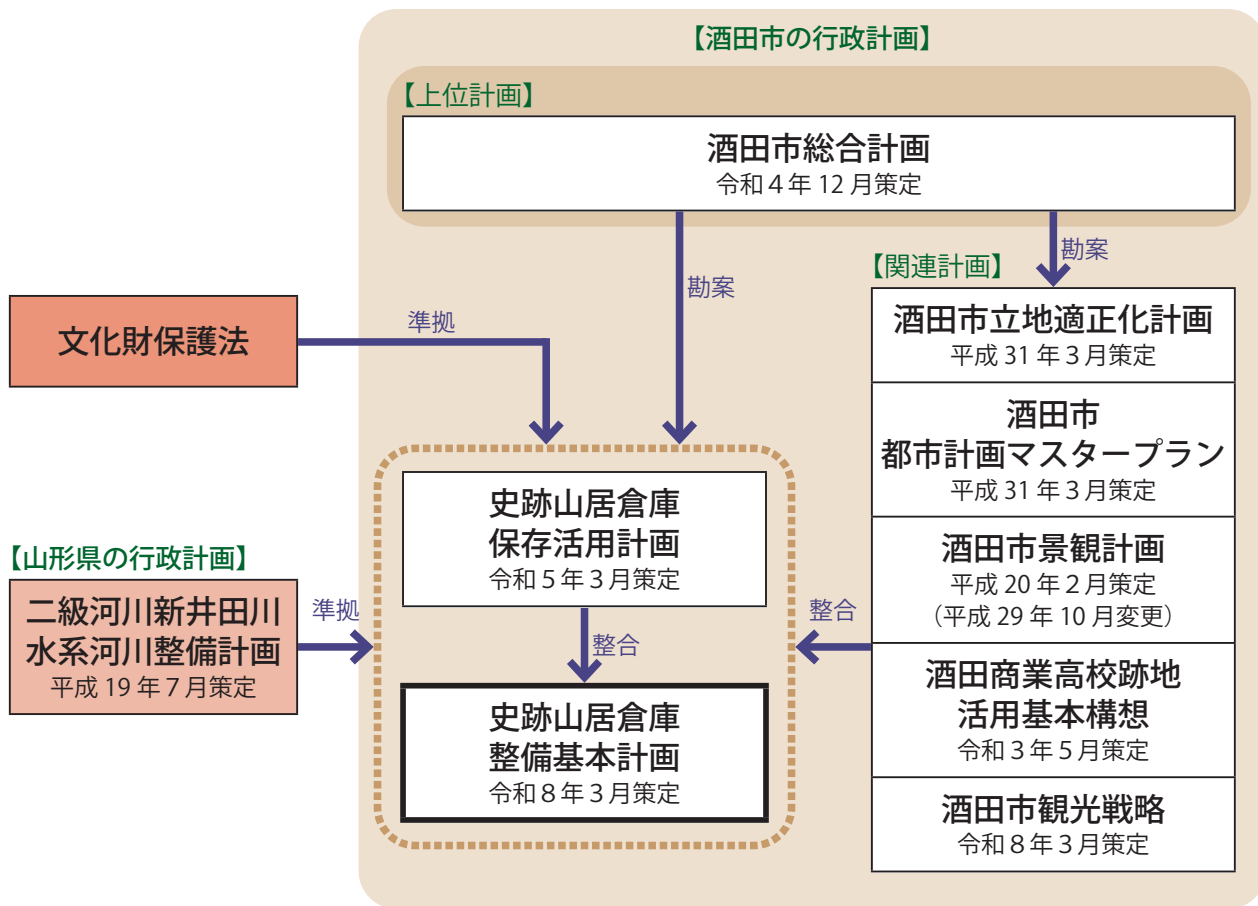 【酒田市の行政計画】
【上位計画】
酒田市総合計画
令和4年12月策定
勘案
勘案
文化財保護法
準拠
【山形県の行政計画】
二級河川新井田川
水系河川整備計画
平成19年7月策定
準拠
史跡山居倉庫
保存活用計画
令和5年3月策定
整合
史跡山居倉庫
整備基本計画
令和8年3月策定
整合
【関連計画】
酒田市立地適正化計画
平成31年3月策定
酒田市
都市計画マスタープラン
平成31年3月策定
酒田市景観計画
平成20年2月策定
(平成29年10月変更)
酒田商業高校跡地
活用基本構想
令和3年5月策定
酒田市観光戦略
令和8年3月策定